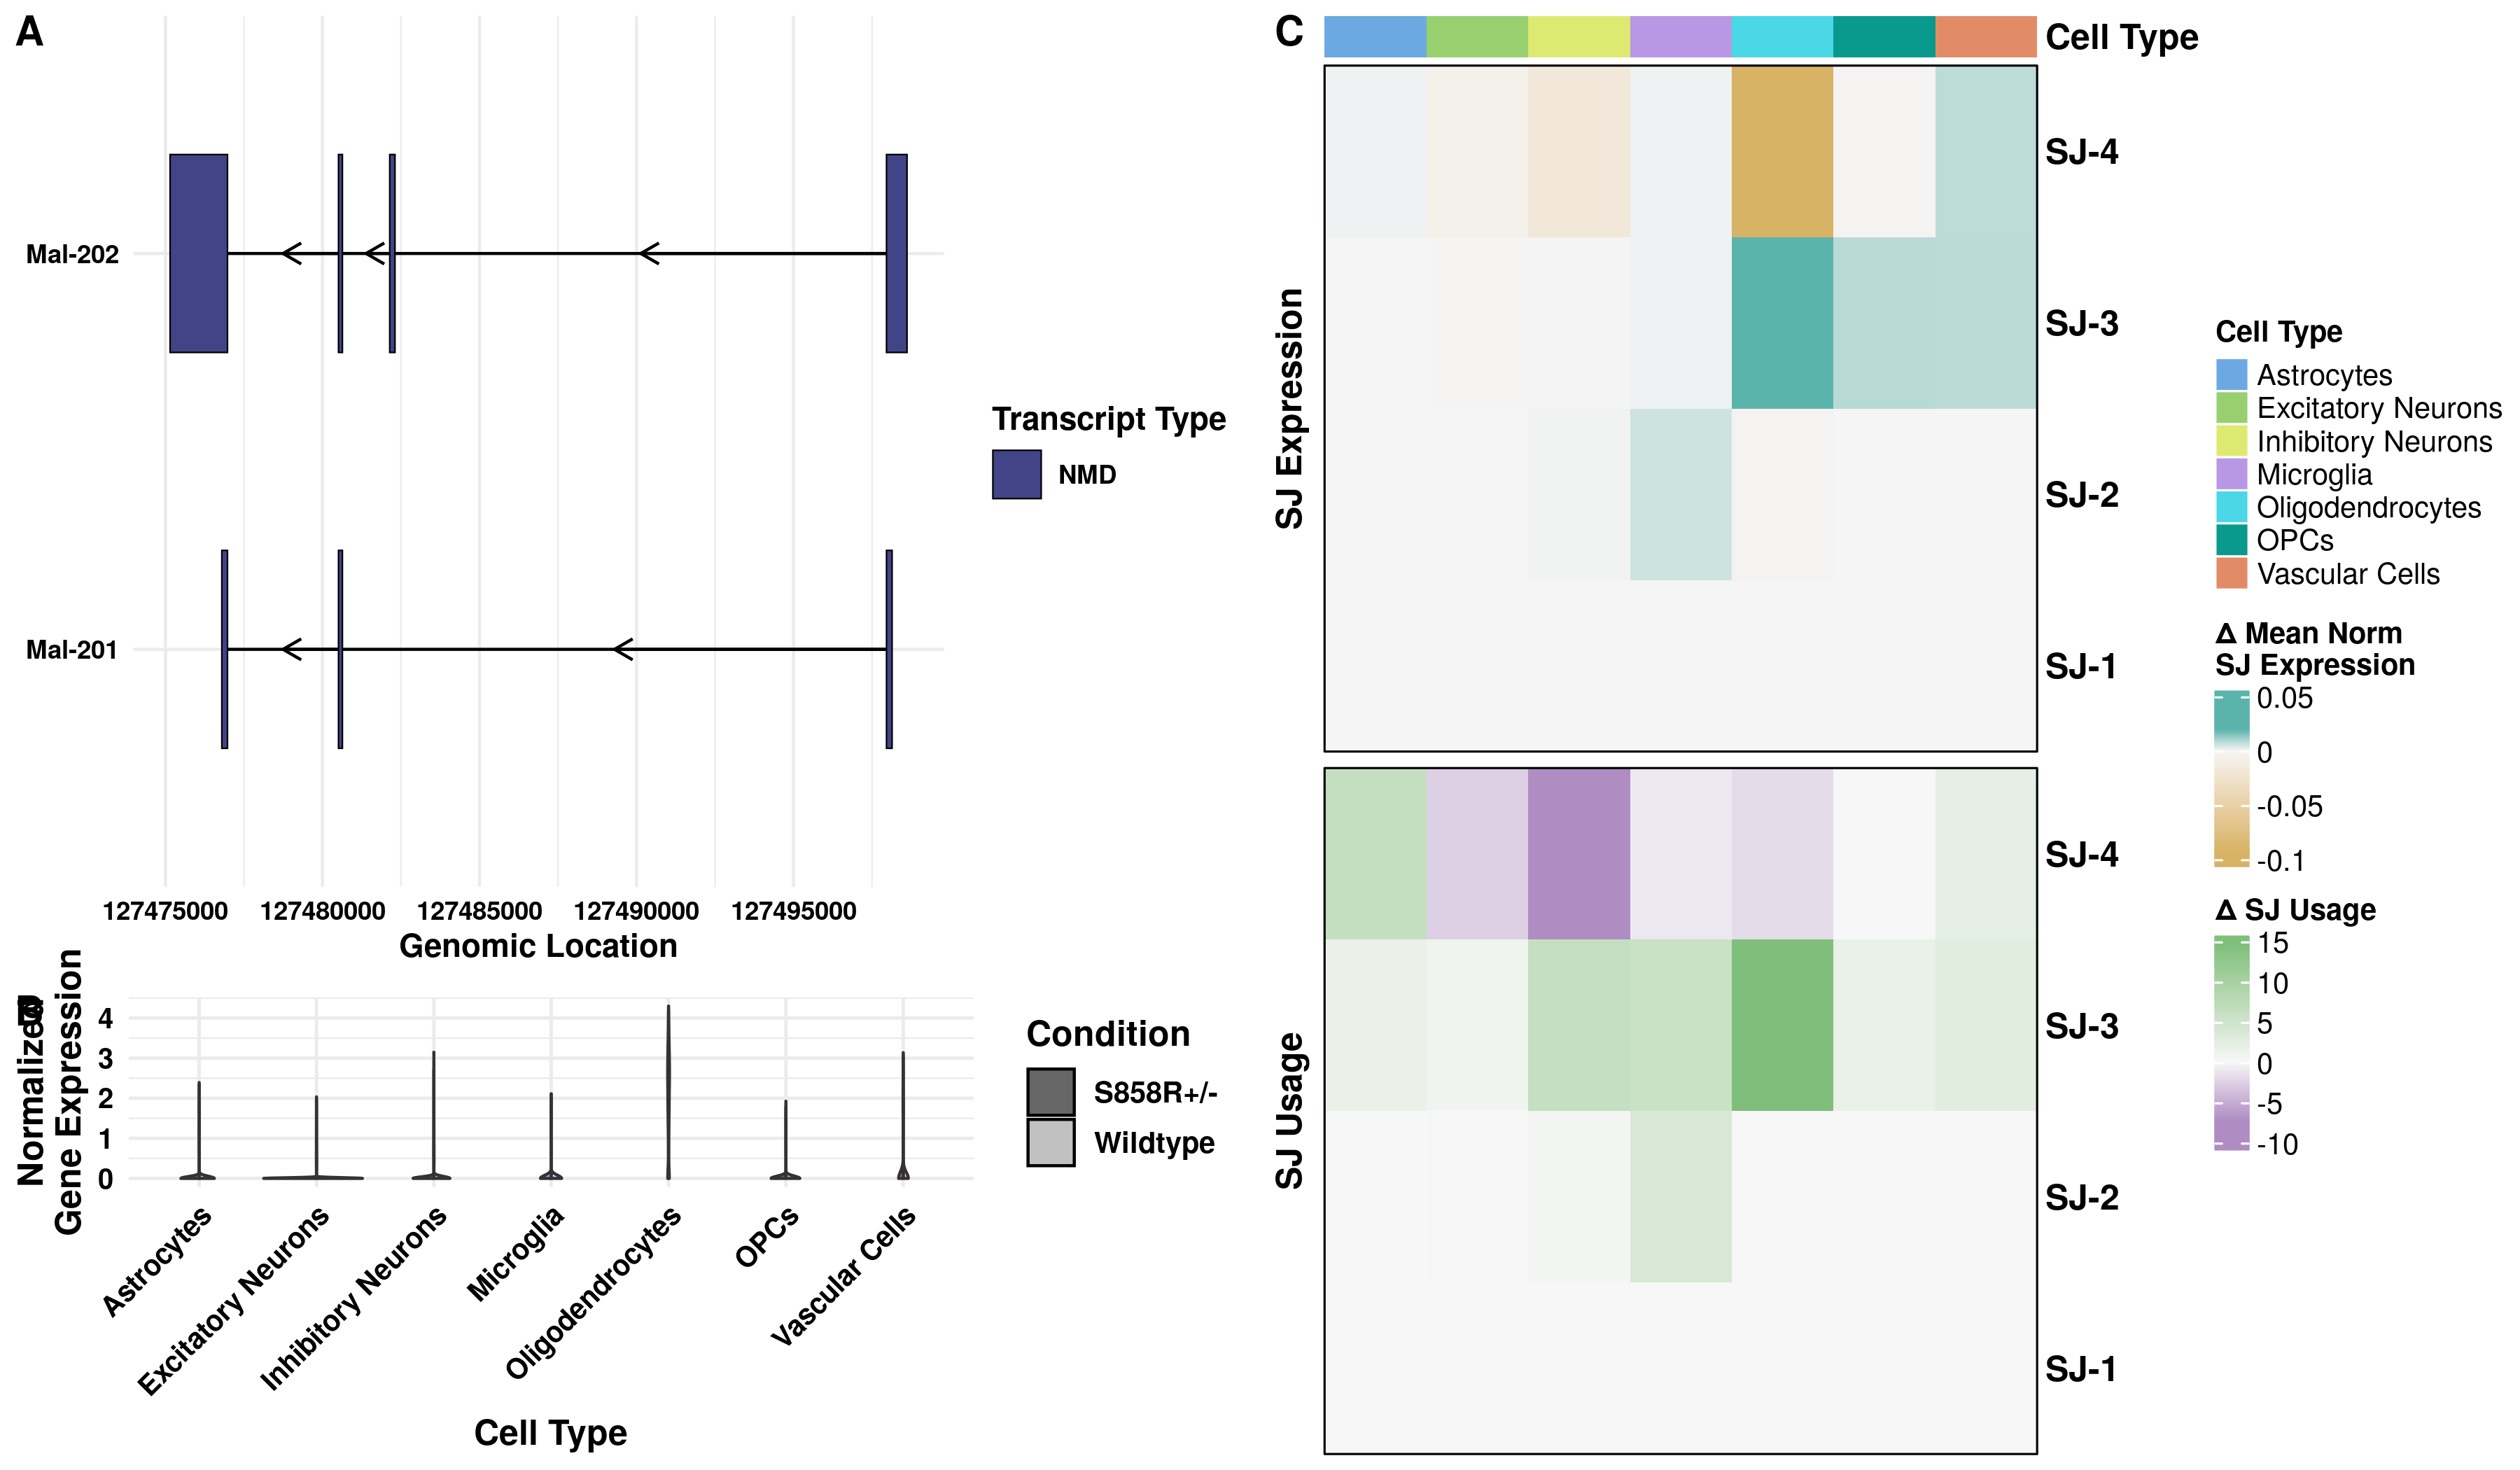 A
Mal-202
Mal-201
127475000
127480000
127485000
127490000
127495000
Genomic Location
Transcript Type
NMD
Normalized
Gene Expression
4
3
2
1
0
Astrocytes
Excitatory Neurons
Inhibitory Neurons
Microglia
Oligodendrocytes
OPCs
Vascular Cells
Cell Type
Condition
S858R+/-
Wildtype
C
Cell Type
SJ Expression
SJ-4
SJ-3
SJ-2
SJ-1
SJ Usage
SJ-4
SJ-3
SJ-2
SJ-1
Cell Type
Astrocytes
Excitatory Neurons
Inhibitory Neurons
Microglia
Oligodendrocytes
OPCs
Vascular Cells
Δ Mean Norm
SJ Expression
0.05
0
-0.05
-0.1
Δ SJ Usage
15
10
5
0
-5
-10